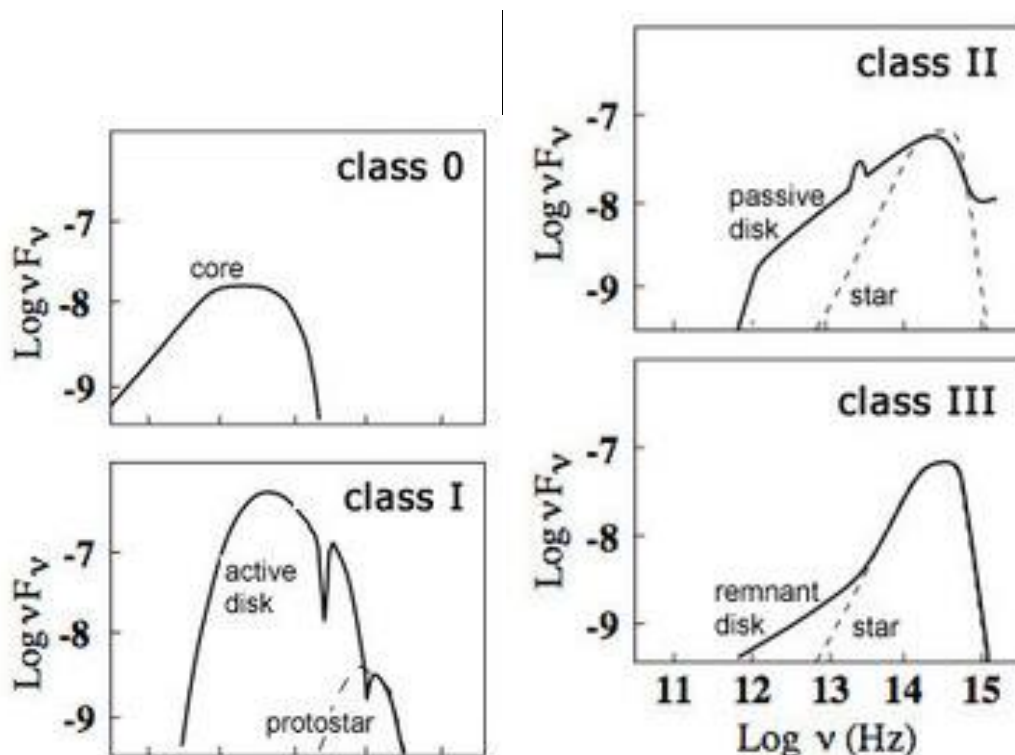 class 0
Log νFν
-7
-8
-9
core
class I
Log νFν
-7
-8
-9
active
disk
protostar
class II
Log νFν
-7
-8
-9
passive
disk
star
class III
Log νFν
-7
-8
-9
remnant
disk
star
11 12 13 14 15
Log ν (Hz)